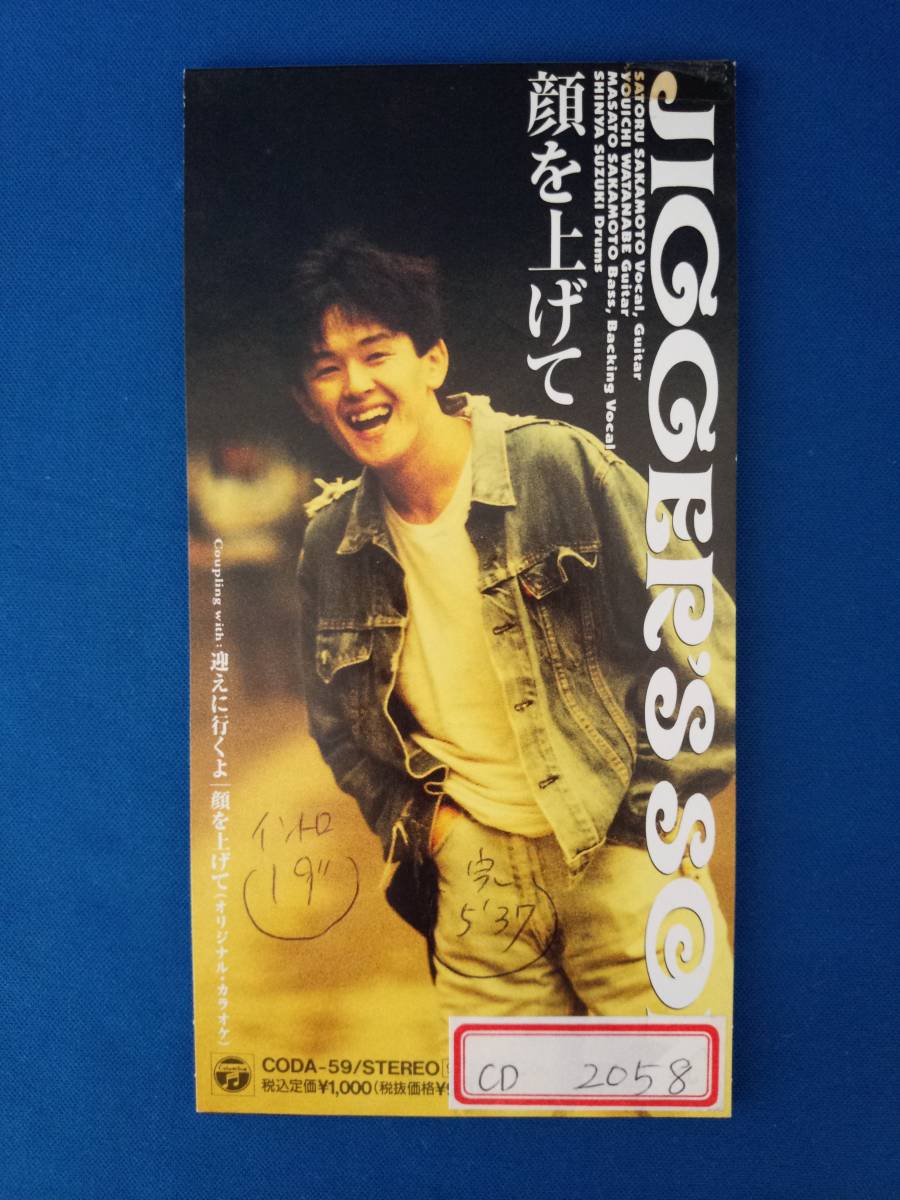 JIGGER'S SO
SATORU SAKAMOTO Vocal, Guitar
YOUICHI WATANABE Guitar
MASATO SAKAMOTO Bass, Backing Vocal
SHINYA SUZUKI Drums
顔を上げて
Coupling with: 迎えに行くよ|顔を上げて(オリジナル・カラオケ)
イントロ
19"
完
5'37
Columbia
CODA-59/STEREO
税込定価¥1,000(税抜価格¥
CD 2058